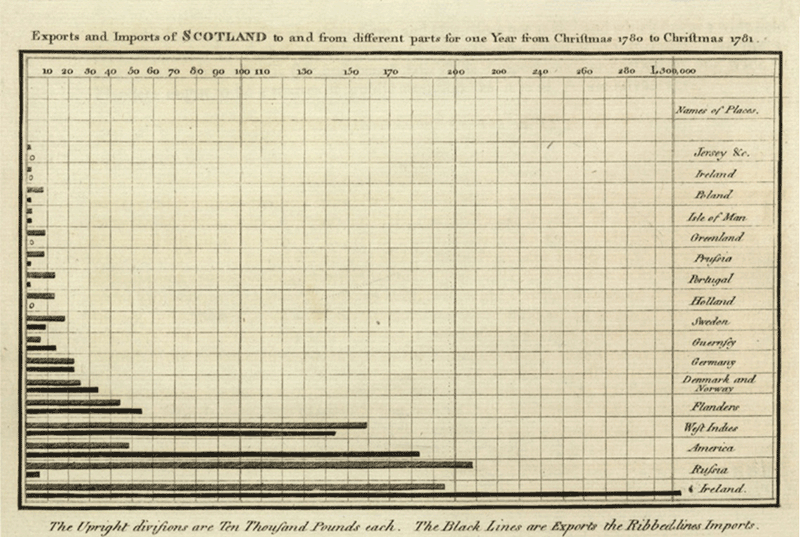 Exports and Imports of SCOTLAND to and from different parts for one Year from Chriſtmas 1780 to Chriſtmas 1781.
10 20 30 40 50 60 70 80 90 100 110 130 150 170 200 220 240 260 280 L300,000
Names of Places.
Jersey &c.
Iceland
Poland
Isle of Man
Greenland
Pruſsia
Portugal
Holland
Sweden
Guernſey
Germany
Denmark and
Norway
Flanders
Weſt Indies
America
Ruſsia
Ireland.
The Upright diviſions are Ten Thouſand Pounds each. The Black Lines are Exports the Ribbed lines Imports.